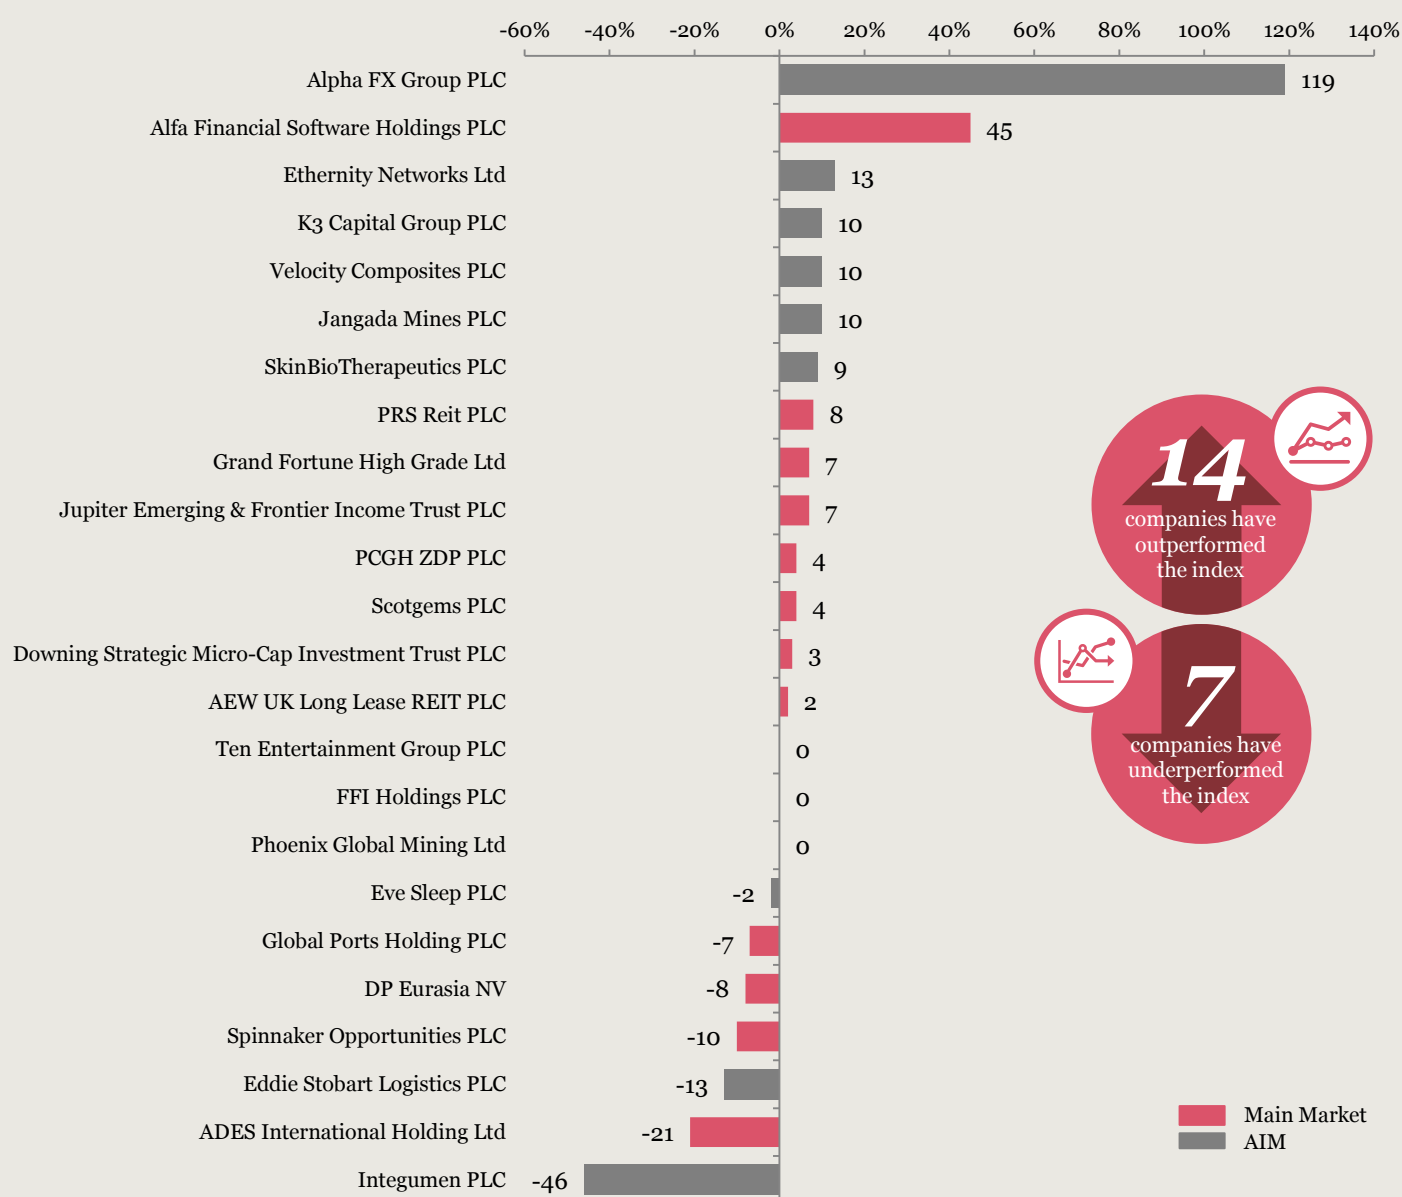 -60% -40% -20% 0% 20% 40% 60% 80% 100% 120% 140%
Alpha FX Group PLC 119
Alfa Financial Software Holdings PLC 45
Ethernity Networks Ltd 13
K3 Capital Group PLC 10
Velocity Composites PLC 10
Jangada Mines PLC 10
SkinBioTherapeutics PLC 9
PRS Reit PLC 8
Grand Fortune High Grade Ltd 7
Jupiter Emerging & Frontier Income Trust PLC 7
PCGH ZDP PLC 4
Scotgems PLC 4
Downing Strategic Micro-Cap Investment Trust PLC 3
AEW UK Long Lease REIT PLC 2
Ten Entertainment Group PLC 0
FFI Holdings PLC 0
Phoenix Global Mining Ltd 0
Eve Sleep PLC -2
Global Ports Holding PLC -7
DP Eurasia NV -8
Spinnaker Opportunities PLC -10
Eddie Stobart Logistics PLC -13
ADES International Holding Ltd -21
Integumen PLC -46
14
companies have
outperformed
the index
7
companies have
underperformed
the index
Main Market
AIM